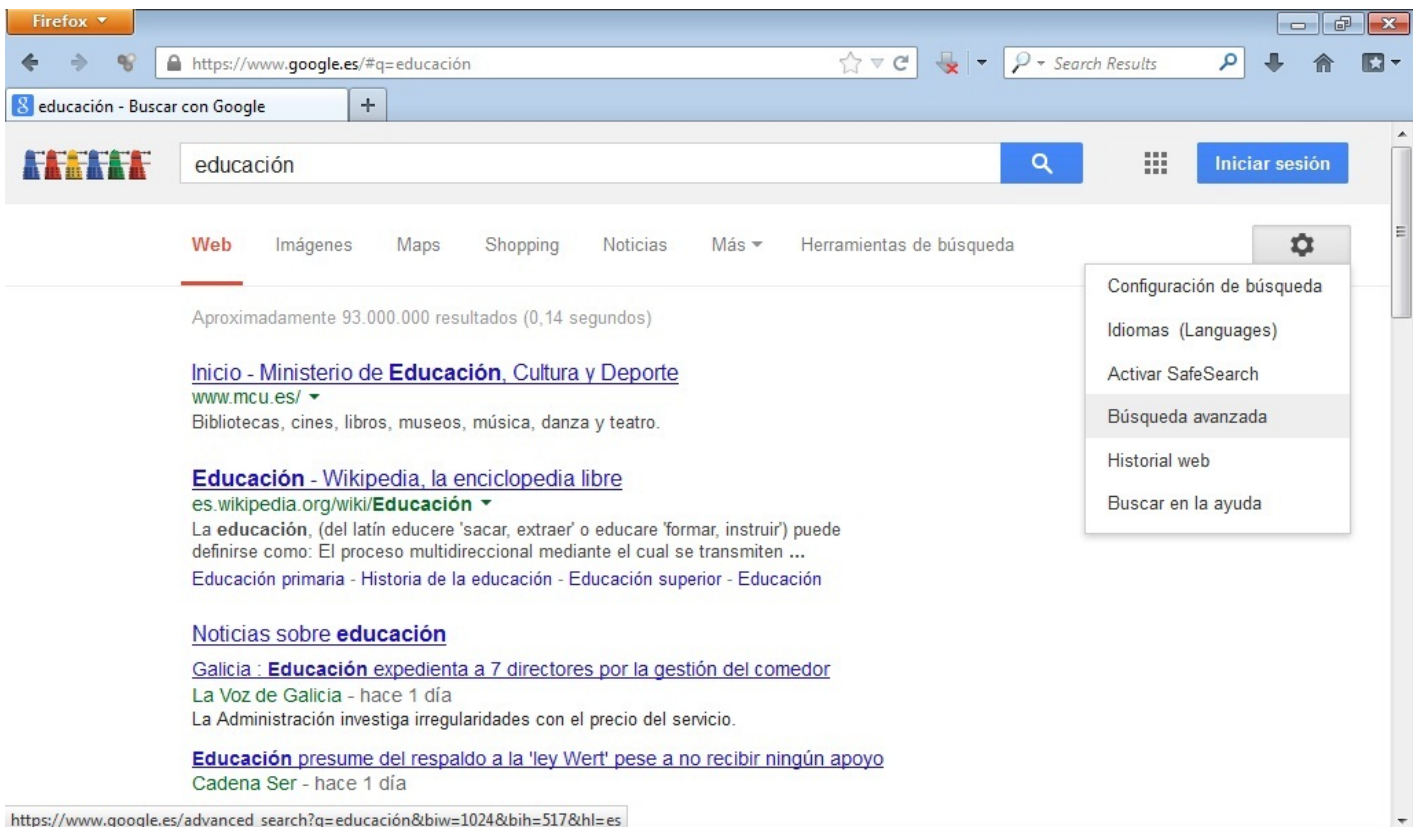 Firefox
https://www.google.es/#q=educación
Search Results
educación - Buscar con Google
educación
Iniciar sesión
Web Imágenes Maps Shopping Noticias Más Herramientas de búsqueda
Configuración de búsqueda
Idiomas (Languages)
Activar SafeSearch
Búsqueda avanzada
Historial web
Buscar en la ayuda
Aproximadamente 93.000.000 resultados (0,14 segundos)
Inicio - Ministerio de Educación, Cultura y Deporte
www.mcu.es/
Bibliotecas, cines, libros, museos, música, danza y teatro.
Educación - Wikipedia, la enciclopedia libre
es.wikipedia.org/wiki/Educación
La educación, (del latín educere 'sacar, extraer' o educare 'formar, instruir') puede
definirse como: El proceso multidireccional mediante el cual se transmiten ...
Educación primaria - Historia de la educación - Educación superior - Educación
Noticias sobre educación
Galicia : Educación expedienta a 7 directores por la gestión del comedor
La Voz de Galicia - hace 1 día
La Administración investiga irregularidades con el precio del servicio.
Educación presume del respaldo a la 'ley Wert' pese a no recibir ningún apoyo
Cadena Ser - hace 1 día
https://www.google.es/advanced_search?q=educación&biw=1024&bih=517&hl=es